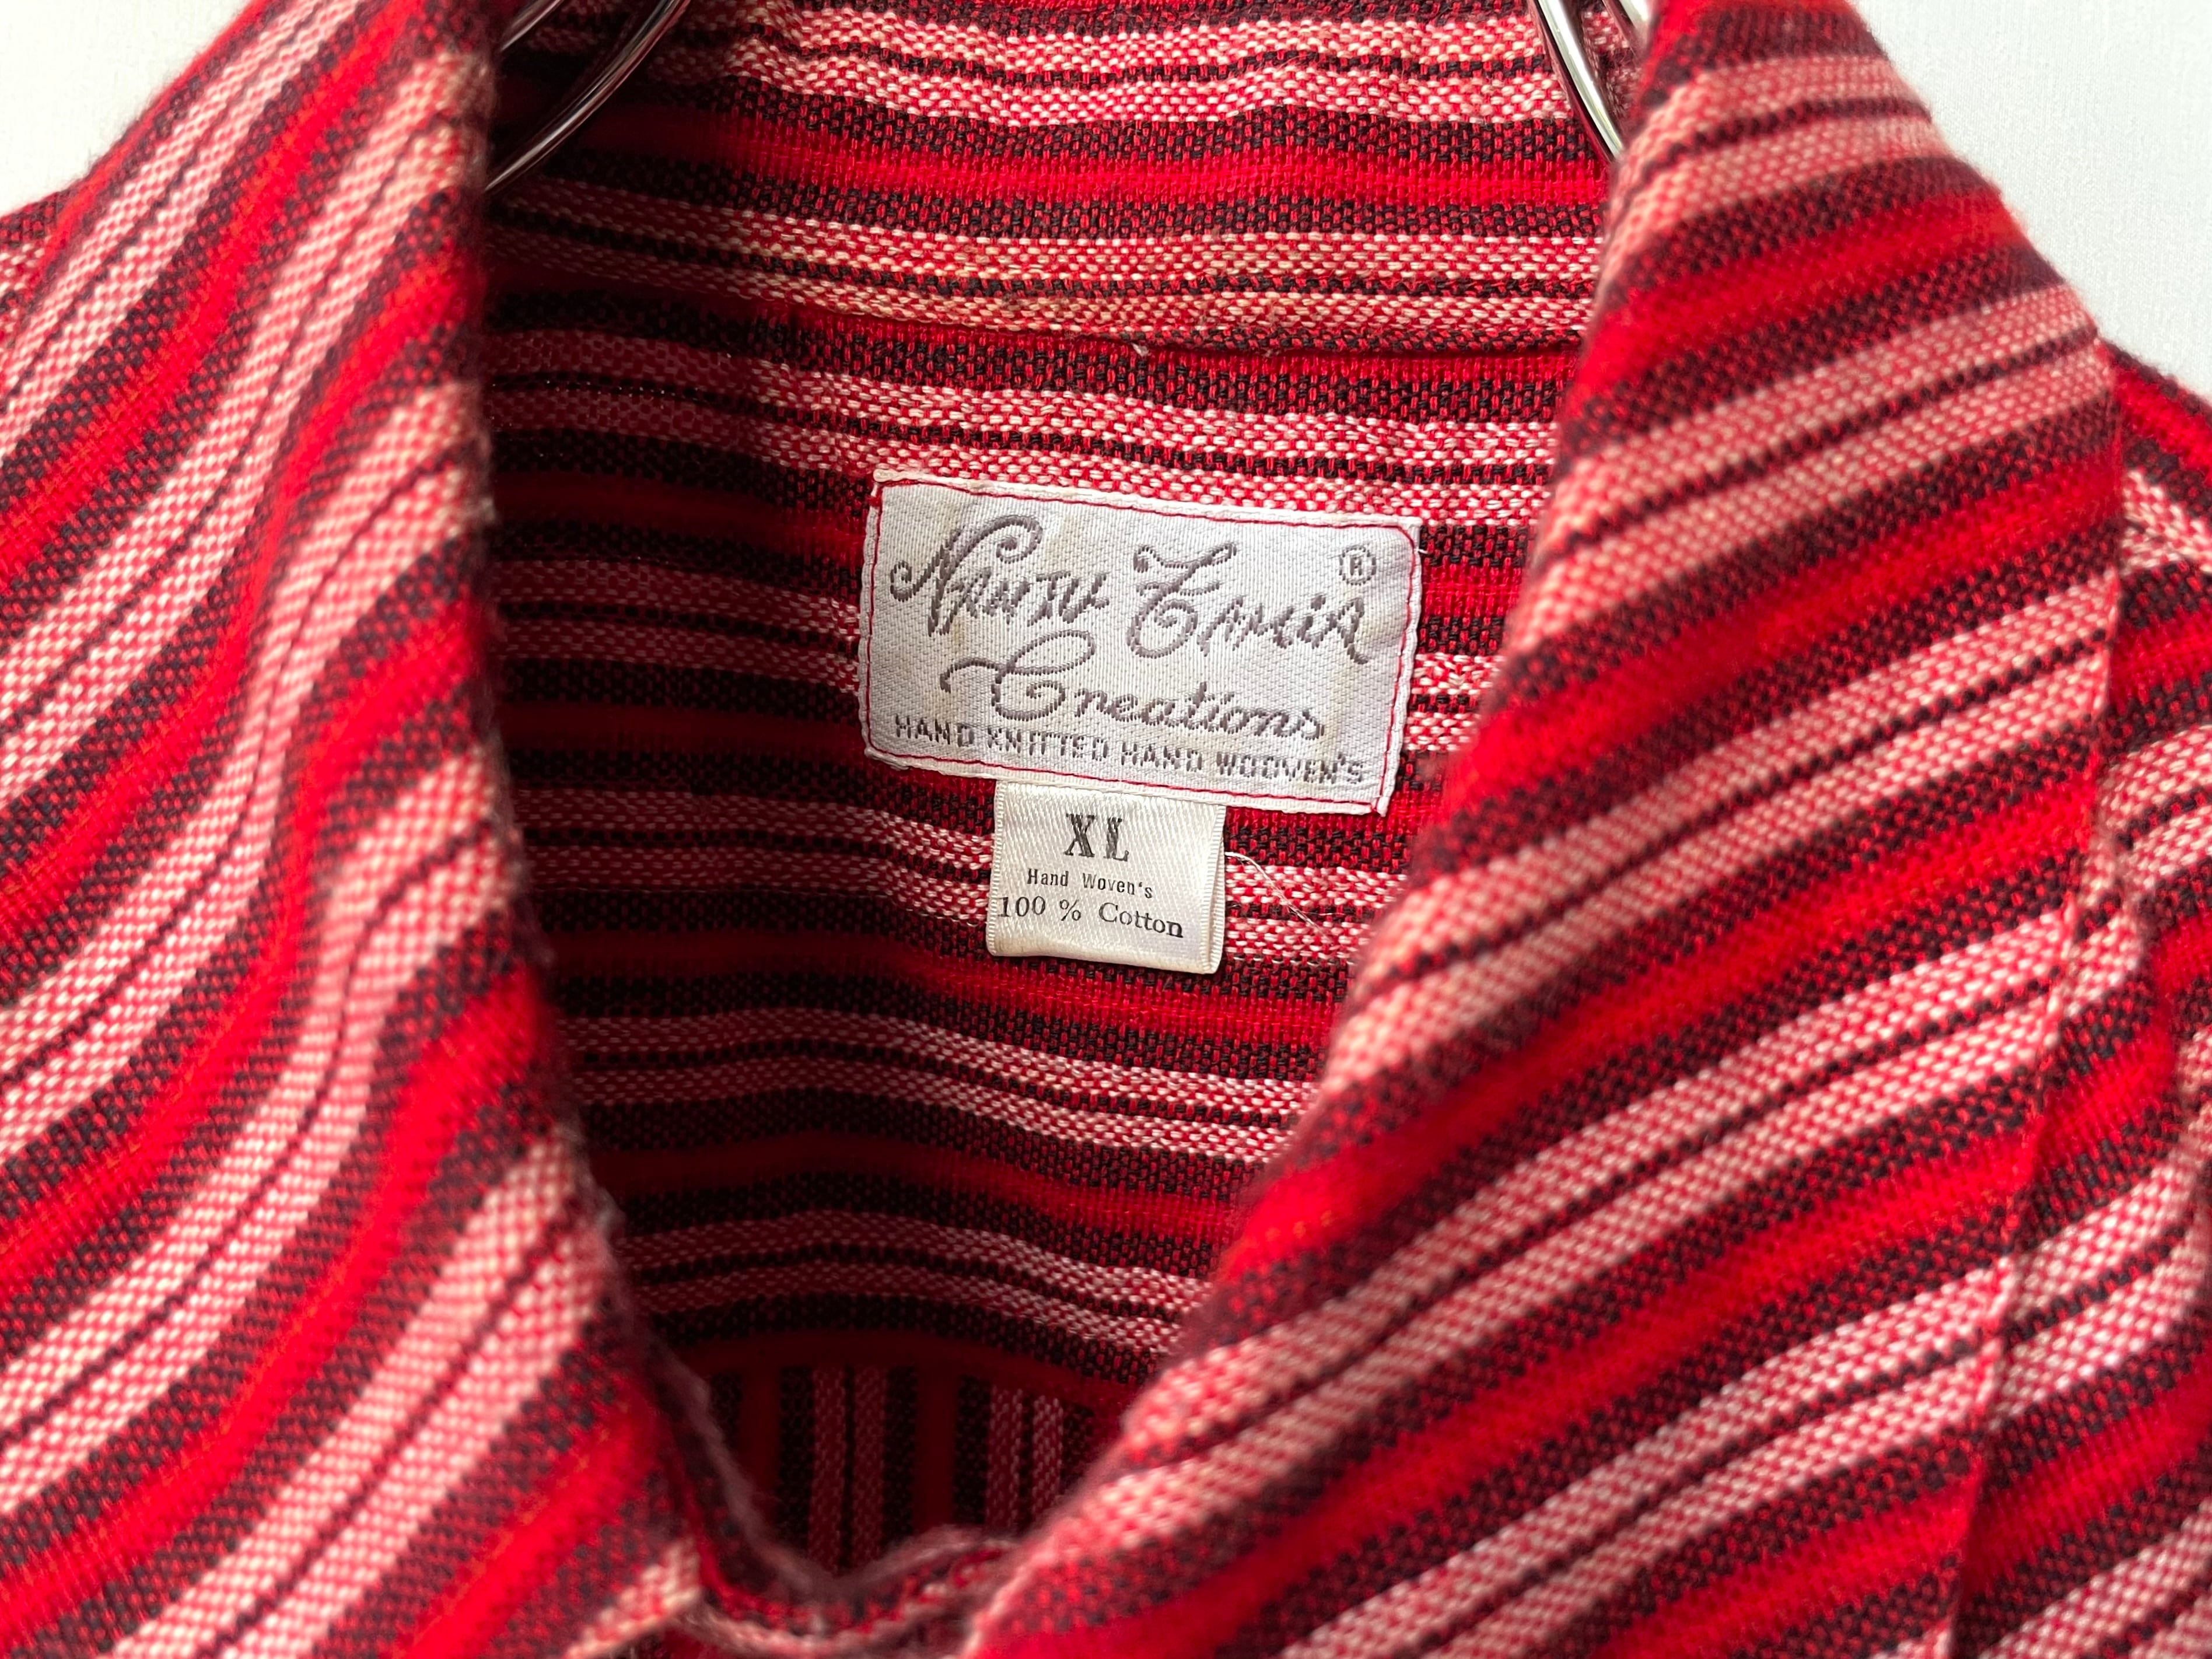 ®
Creations
HAND KNITTED HAND WOOVEN'S
XL
Hand Woven's
100 % Cotton